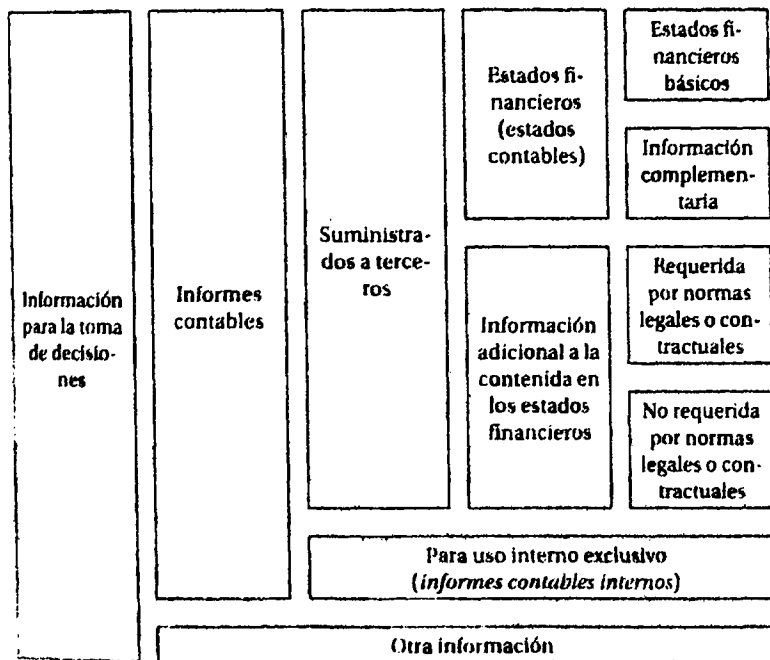 Información
para la toma
de decisio-
nes
Informes
contables
Suministra-
dos a terce-
ros
Estados fi-
nancieros
(estados
contables)
Estados fi-
nancieros
básicos
Información
complemen-
taria
Información
adicional a la
contenida en
los estados
financieros
Requerida
por normas
legales o con-
tractuales
No requerida
por normas
legales o con-
tractuales
Para uso interno exclusivo
(informes contables internos)
Otra información